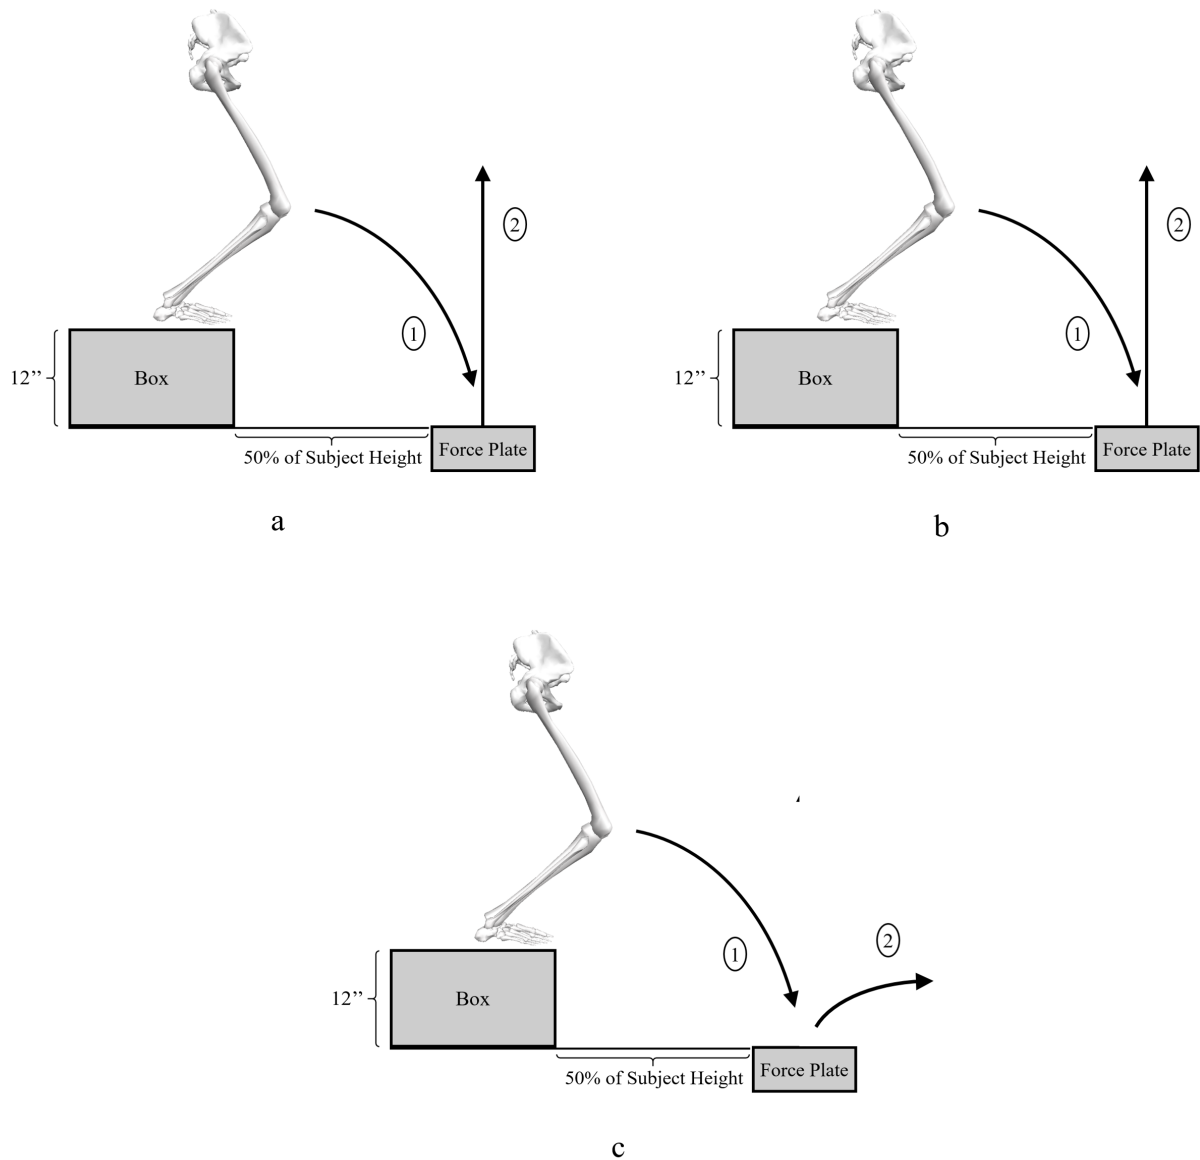 ②
①
12’’
Box
Force Plate
50% of Subject Height
a
②
①
12’’
Box
Force Plate
50% of Subject Height
b
②
①
12’’
Box
Force Plate
50% of Subject Height
c